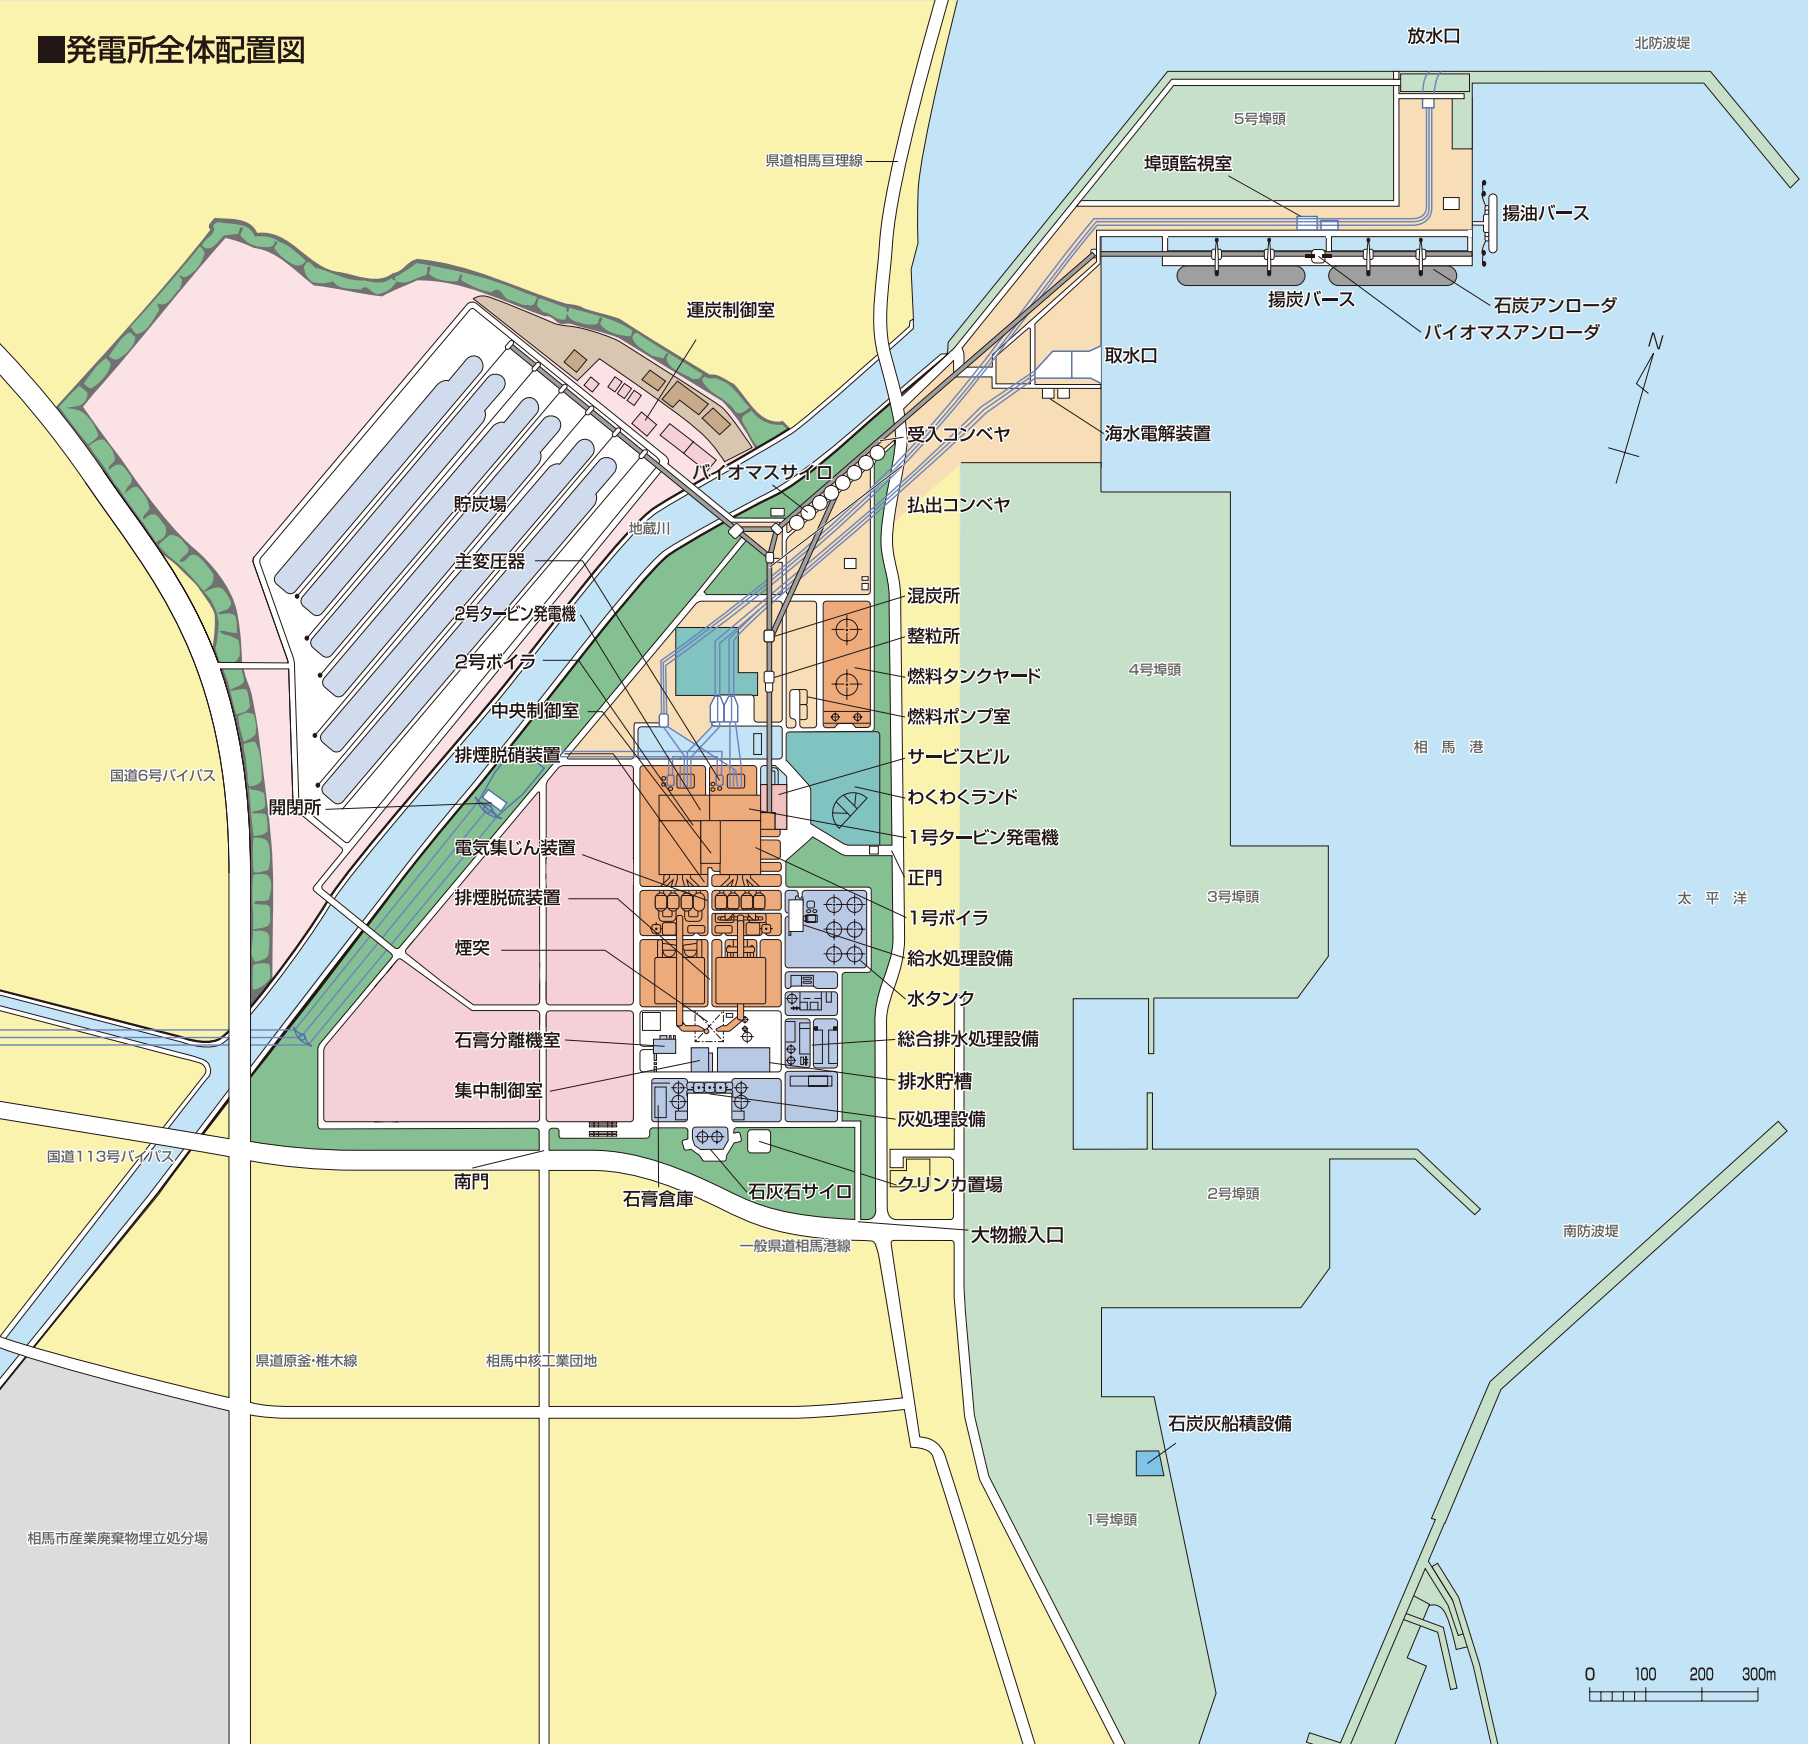 ■発電所全体配置図
放水口
北防波堤
5号埠頭
県道相馬亘理線
埠頭監視室
揚油バース
揚炭バース
石炭アンローダ
バイオマスアンローダ
運炭制御室
取水口
N
海水電解装置
受入コンベヤ
バイオマスサイロ
貯炭場
払出コンベヤ
地蔵川
主変圧器
2号タービン発電機
混炭所
整粒所
2号ボイラ
燃料タンクヤード
4号埠頭
中央制御室
燃料ポンプ室
排煙脱硝装置
サービスビル
相馬港
国道6号バイパス
開閉所
わくわくランド
1号タービン発電機
電気集じん装置
正門
排煙脱硫装置
1号ボイラ
3号埠頭
太平洋
煙突
給水処理設備
水タンク
石膏分離機室
総合排水処理設備
集中制御室
排水貯槽
灰処理設備
国道113号バイパス
南門
石膏倉庫
石灰石サイロ
クリンカ置場
2号埠頭
大物搬入口
南防波堤
一般県道相馬港線
県道原釜・椎木線
相馬中核工業団地
石炭灰船積設備
1号埠頭
相馬市産業廃棄物埋立処分場
0 100 200 300m